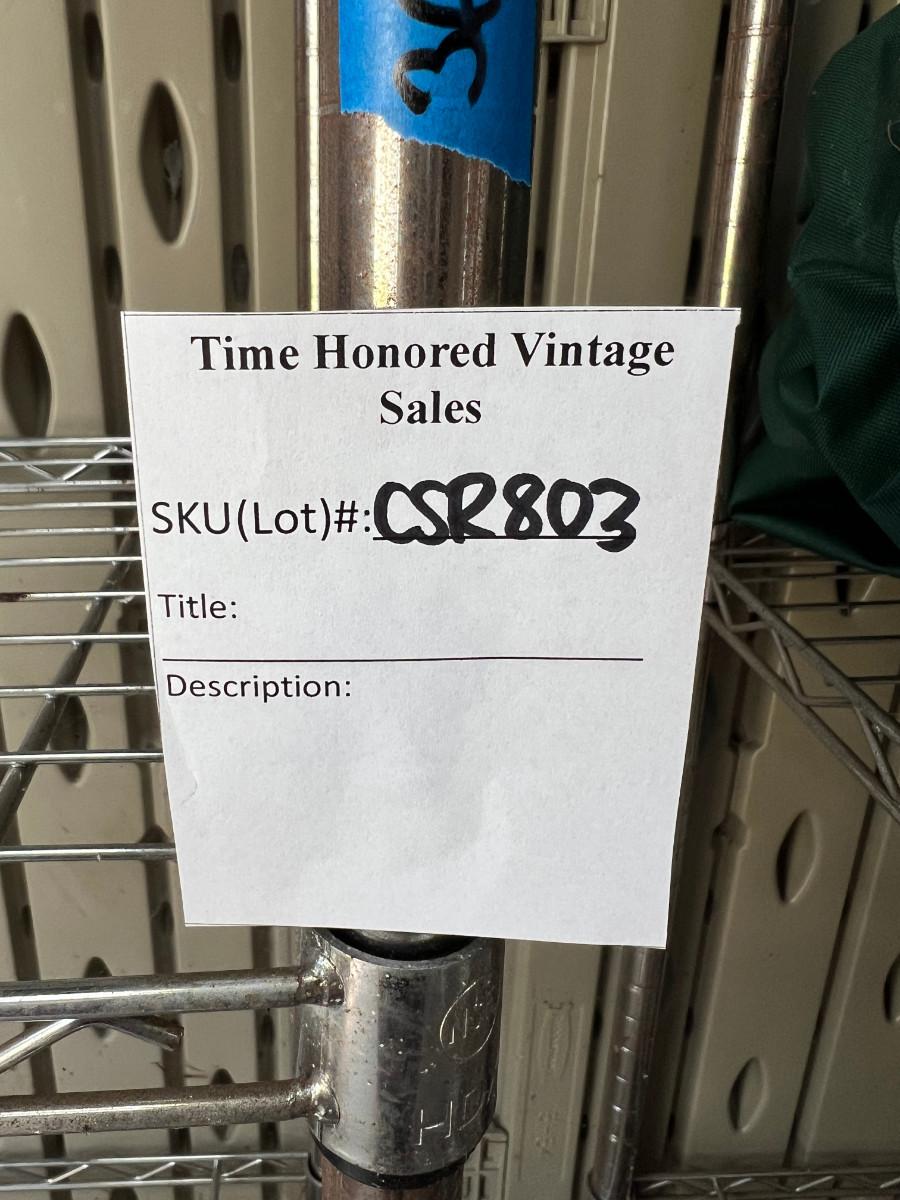 Time Honored Vintage
Sales
SKU(Lot)#: CSR803
Title:
Description: